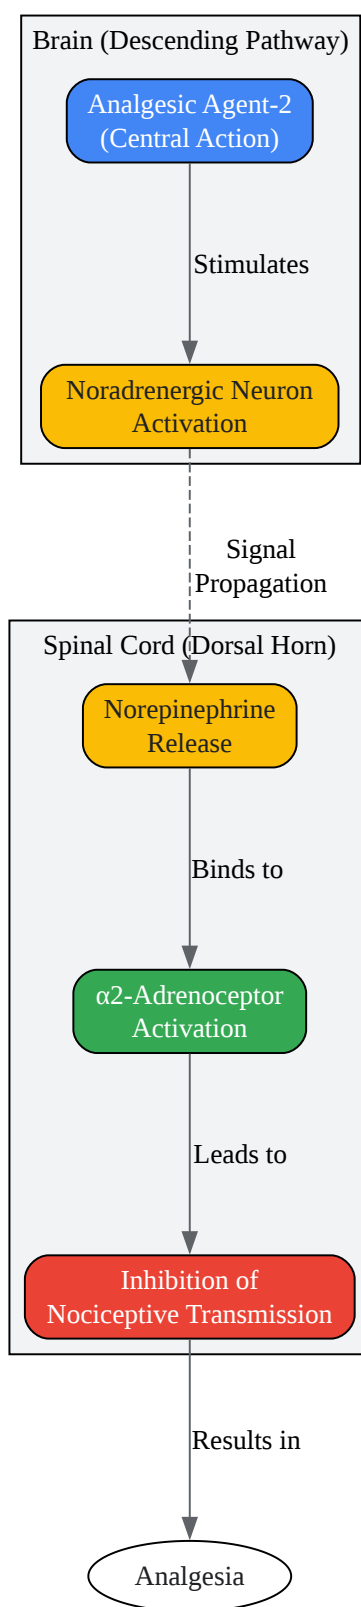 Brain (Descending Pathway)
Analgesic Agent-2
(Central Action)
Stimulates
Noradrenergic Neuron
Activation
Signal
Propagation
Spinal Cord (Dorsal Horn)
Norepinephrine
Release
Binds to
α2-Adrenoceptor
Activation
Leads to
Inhibition of
Nociceptive Transmission
Results in
Analgesia